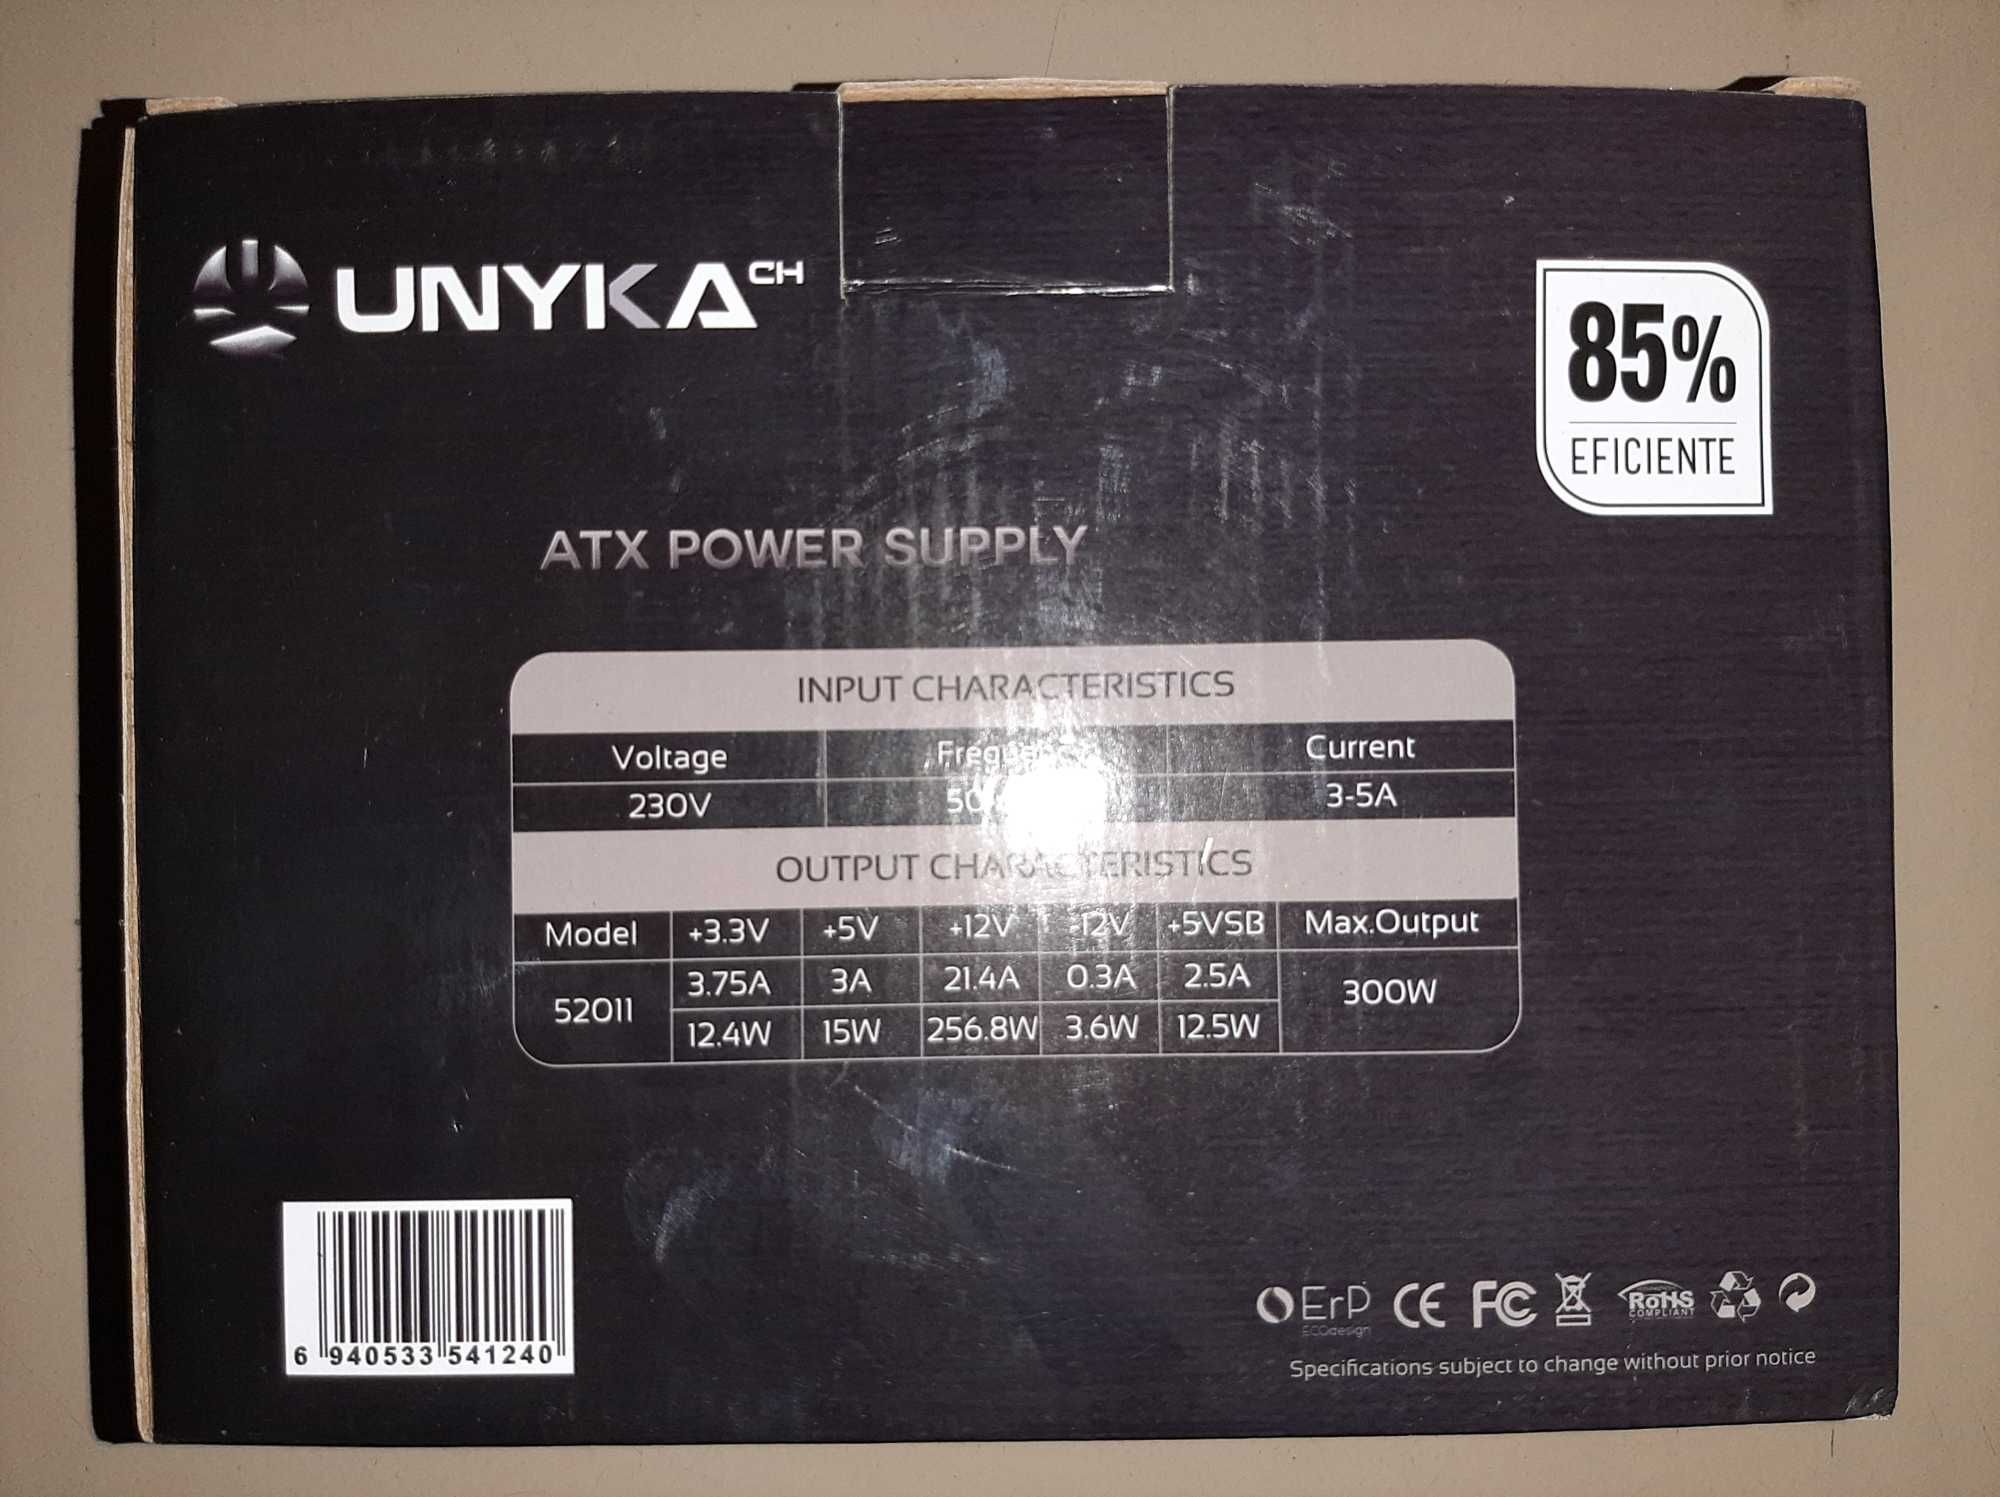 UNYKA CH
85%
EFICIENTE
ATX POWER SUPPLY
INPUT CHARACTERISTICS
Voltage Current
230V 50 3-5A
OUTPUT CHARACTERISTICS
Model +3.3V +5V +12V -12V +5VSB Max.Output
52011 3.75A 3A 21.4A 0.3A 2.5A 300W
12.4W 15W 256.8W 3.6W 12.5W
6 940533 541240
ErP CE FC RoHS
ECOdesign COMPLIANT
Specifications subject to change without prior notice